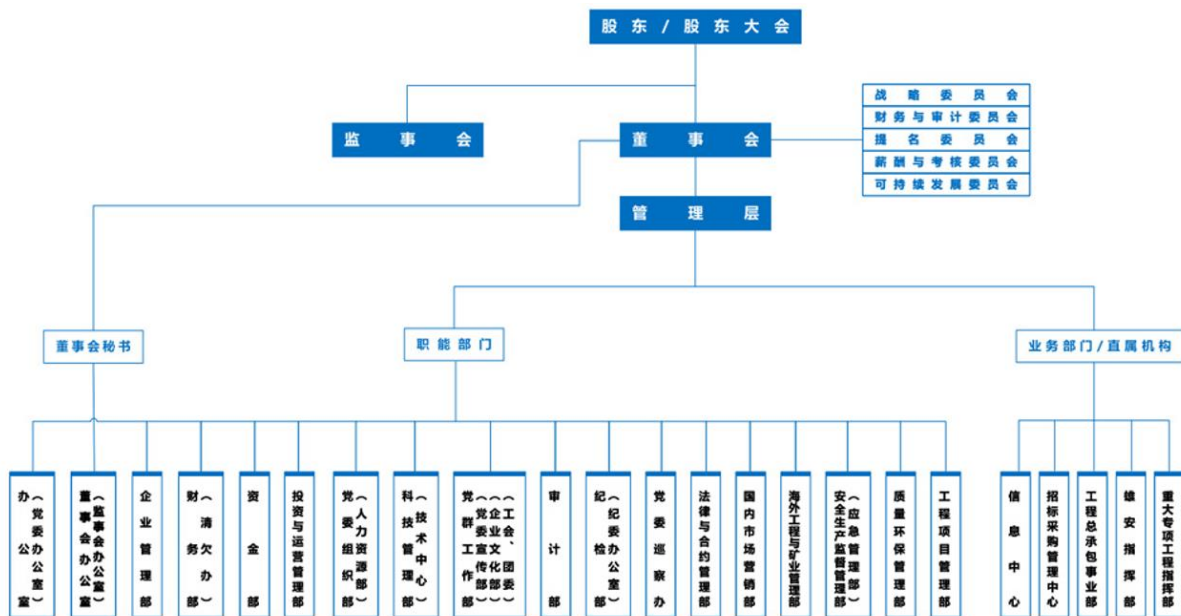 股东/股东大会
监事会
董事会
战略委员会
财务与审计委员会
提名委员会
薪酬与考核委员会
可持续发展委员会
管理层
董事会秘书
职能部门
业务部门/直属机构
办公室
(党委办公室)
董事会办公室
(监事会办公室)
企业管理部
财务部
(清欠办)
资金部
投资与运营管理部
党委组织部
(人力资源部)
科技管理部
(技术中心)
党群工作部
(党委宣传部)
(企业文化部)
(工会、团委)
审计部
纪检部
(纪委办公室)
党委巡察办
法律与合约管理部
国内市场营销部
海外工程与矿业管理部
安全生产监督管理部
(应急管理部)
质量环保管理部
工程项目管理部
信息中心
招标采购管理中心
工程总承包事业部
雄安指挥部
重大专项工程指挥部